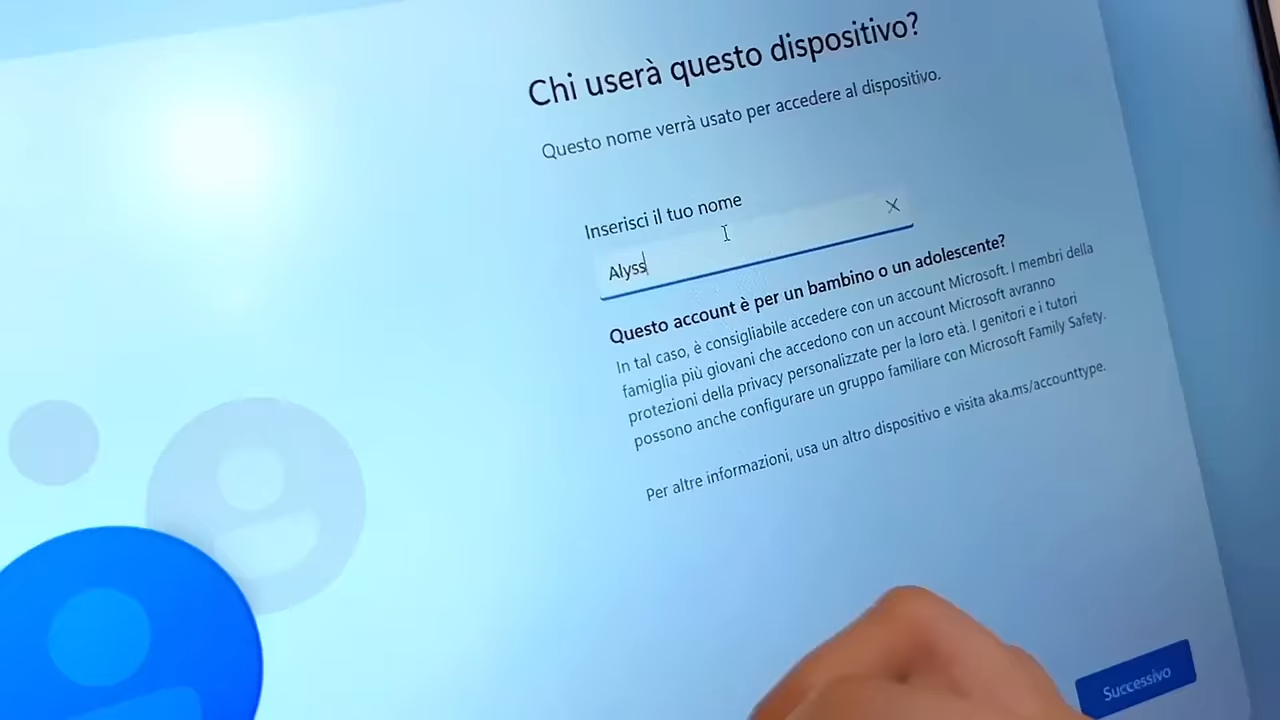 Chi userà questo dispositivo?
Questo nome verrà usato per accedere al dispositivo.
Inserisci il tuo nome
Alyss
Questo account è per un bambino o un adolescente?
In tal caso, è consigliabile accedere con un account Microsoft. I membri della
famiglia più giovani che accedono con un account Microsoft avranno
protezioni della privacy personalizzate per la loro età. I genitori e i tutori
possono anche configurare un gruppo familiare con Microsoft Family Safety.
Per altre informazioni, usa un altro dispositivo e visita aka.ms/accounttype.
Successivo